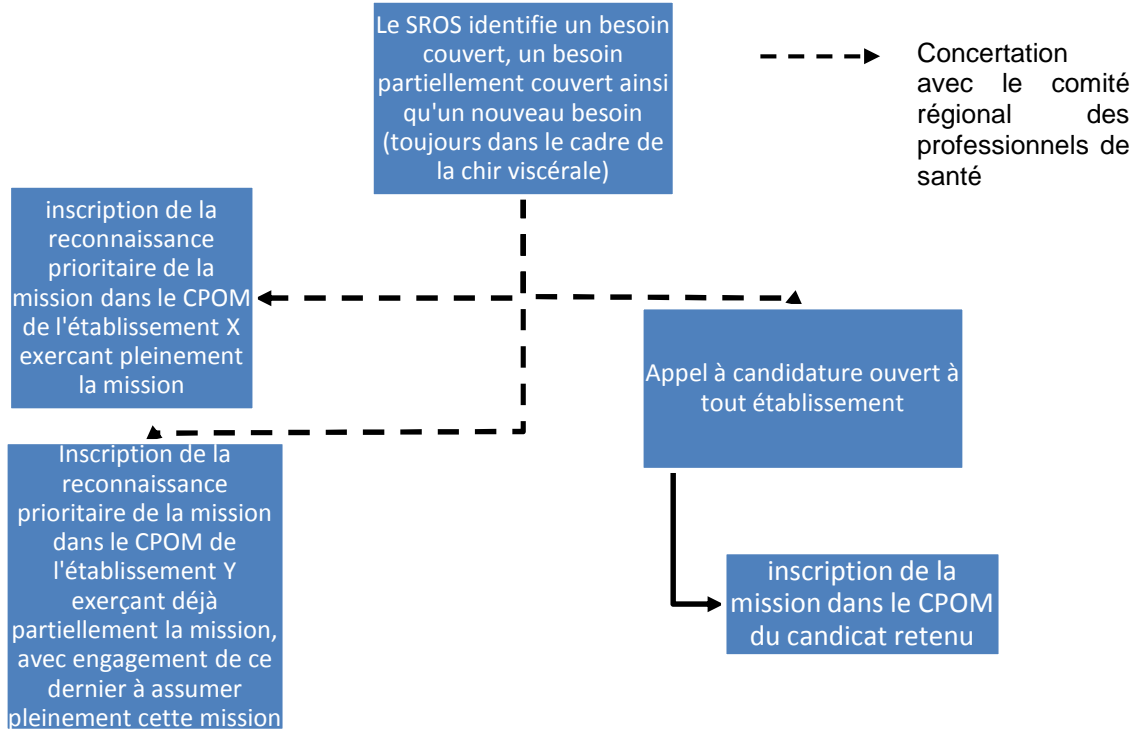 Le SROS identifie un besoin
couvert, un besoin
partiellement couvert ainsi
qu'un nouveau besoin
(toujours dans le cadre de
la chir viscérale)
Concertation
avec le comité
régional des
professionnels de
santé
inscription de la
reconnaissance
prioritaire de la
mission dans le CPOM
de l'établissement X
exercant pleinement
la mission
Appel à candidature ouvert à
tout établissement
Inscription de la
reconnaissance
prioritaire de la mission
dans le CPOM de
l'établissement Y
exerçant déjà
partiellement la mission,
avec engagement de ce
dernier à assumer
pleinement cette mission
inscription de la
mission dans le CPOM
du candicat retenu